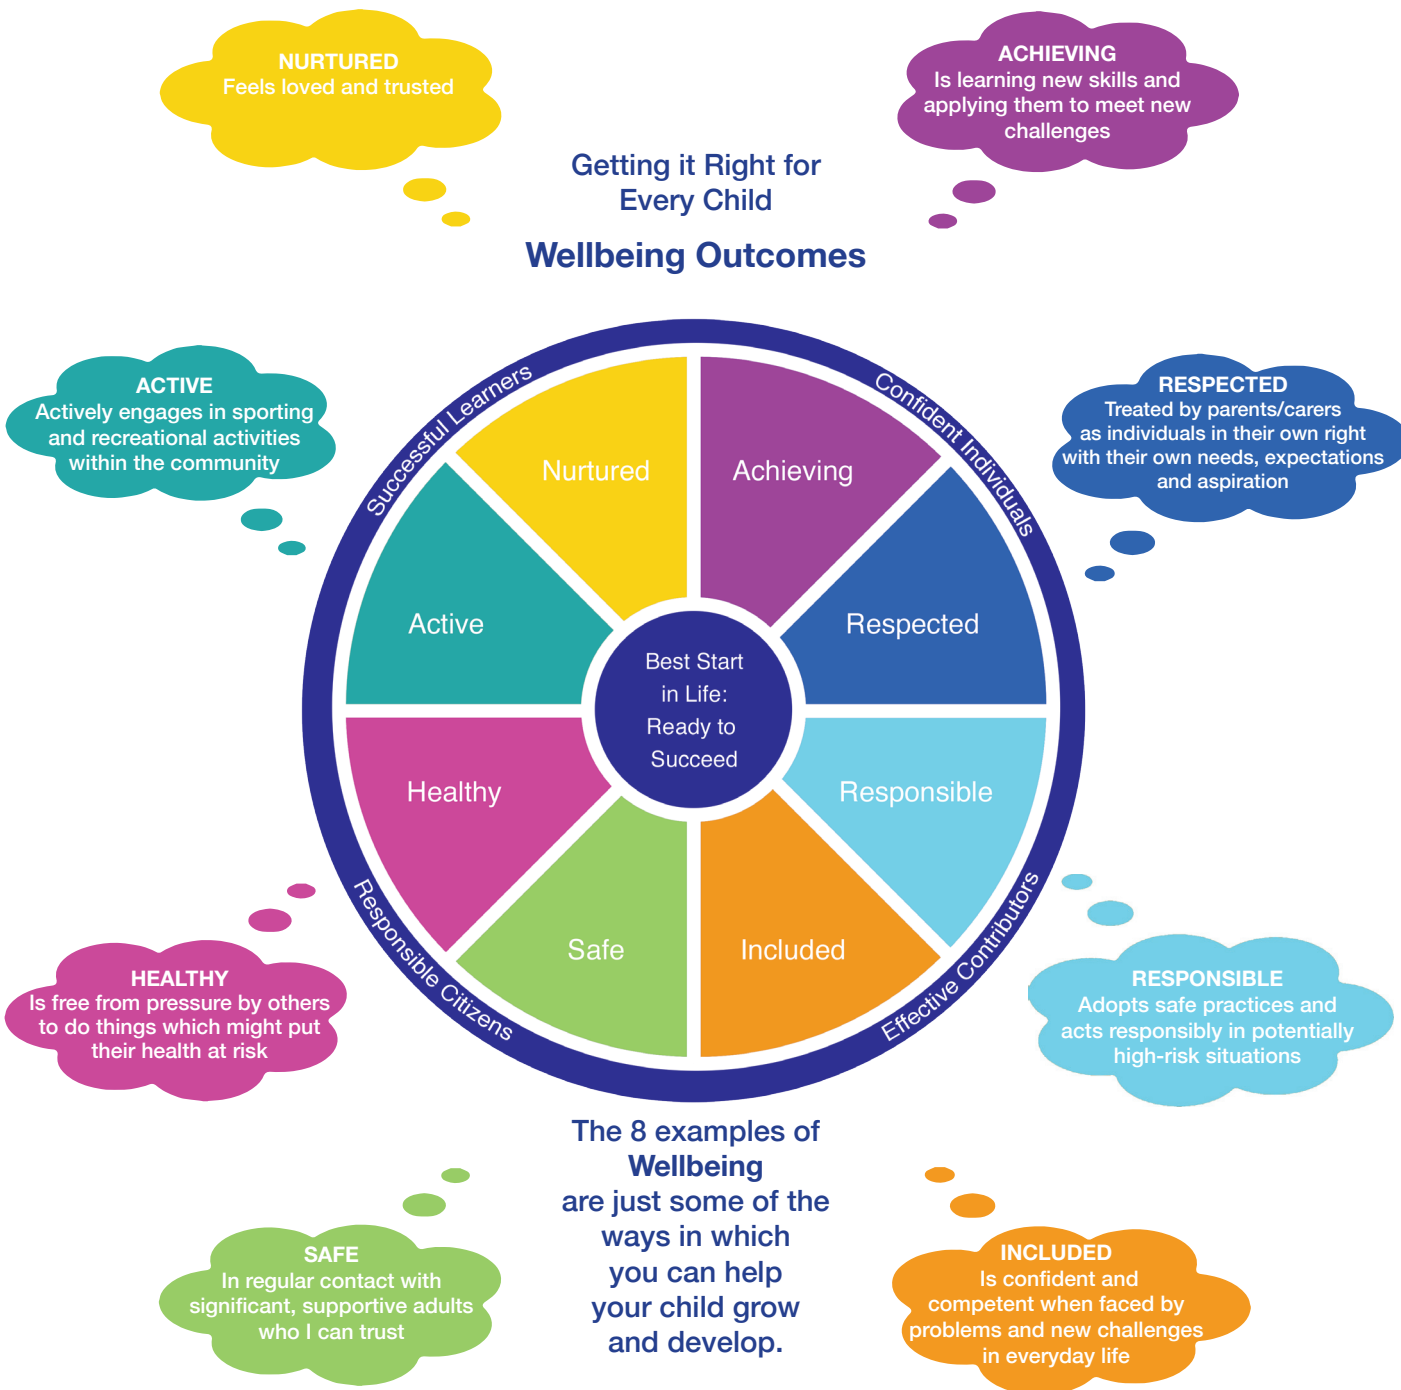 NURTURED
Feels loved and trusted
ACHIEVING
Is learning new skills and
applying them to meet new
challenges
Getting it Right for
Every Child
Wellbeing Outcomes
ACTIVE
Actively engages in sporting
and recreational activities
within the community
RESPECTED
Treated by parents/carers
as individuals in their own right
with their own needs, expectations
and aspiration
Successful Learners
Confident Individuals
Nurtured
Achieving
Active
Respected
Best Start
in Life:
Ready to
Succeed
Healthy
Responsible
Safe
Included
Responsible Citizens
Effective Contributors
HEALTHY
Is free from pressure by others
to do things which might put
their health at risk
RESPONSIBLE
Adopts safe practices and
acts responsibly in potentially
high-risk situations
The 8 examples of
Wellbeing
are just some of the
ways in which
you can help
your child grow
and develop.
SAFE
In regular contact with
significant, supportive adults
who I can trust
INCLUDED
Is confident and
competent when faced by
problems and new challenges
in everyday life